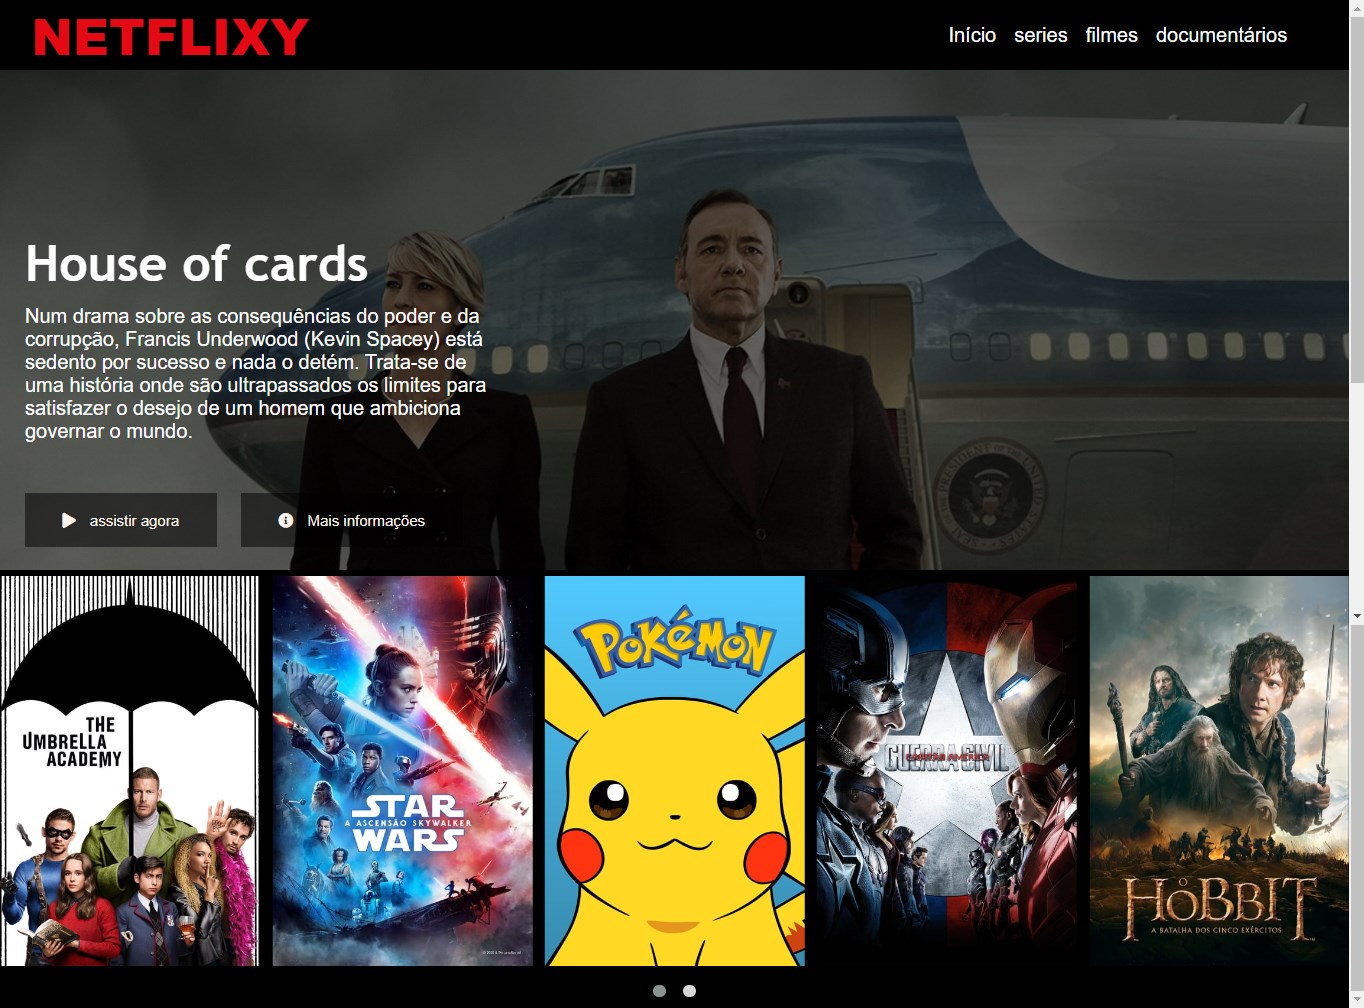 NETFLIXY
Início series filmes documentários
House of cards
Num drama sobre as consequências do poder e da
corrupção, Francis Underwood (Kevin Spacey) está
sedento por sucesso e nada o detém. Trata-se de
uma história onde são ultrapassados os limites para
satisfazer o desejo de um homem que ambiciona
governar o mundo.
assistir agora
Mais informações
THE
UMBRELLA
ACADEMY
STAR
A ASCENSÃO SKYWALKER
WARS
POKÉMON
GUERRA CIVIL
CAPITÃO AMÉRICA
O
HOBBIT
A BATALHA DOS CINCO EXÉRCITOS